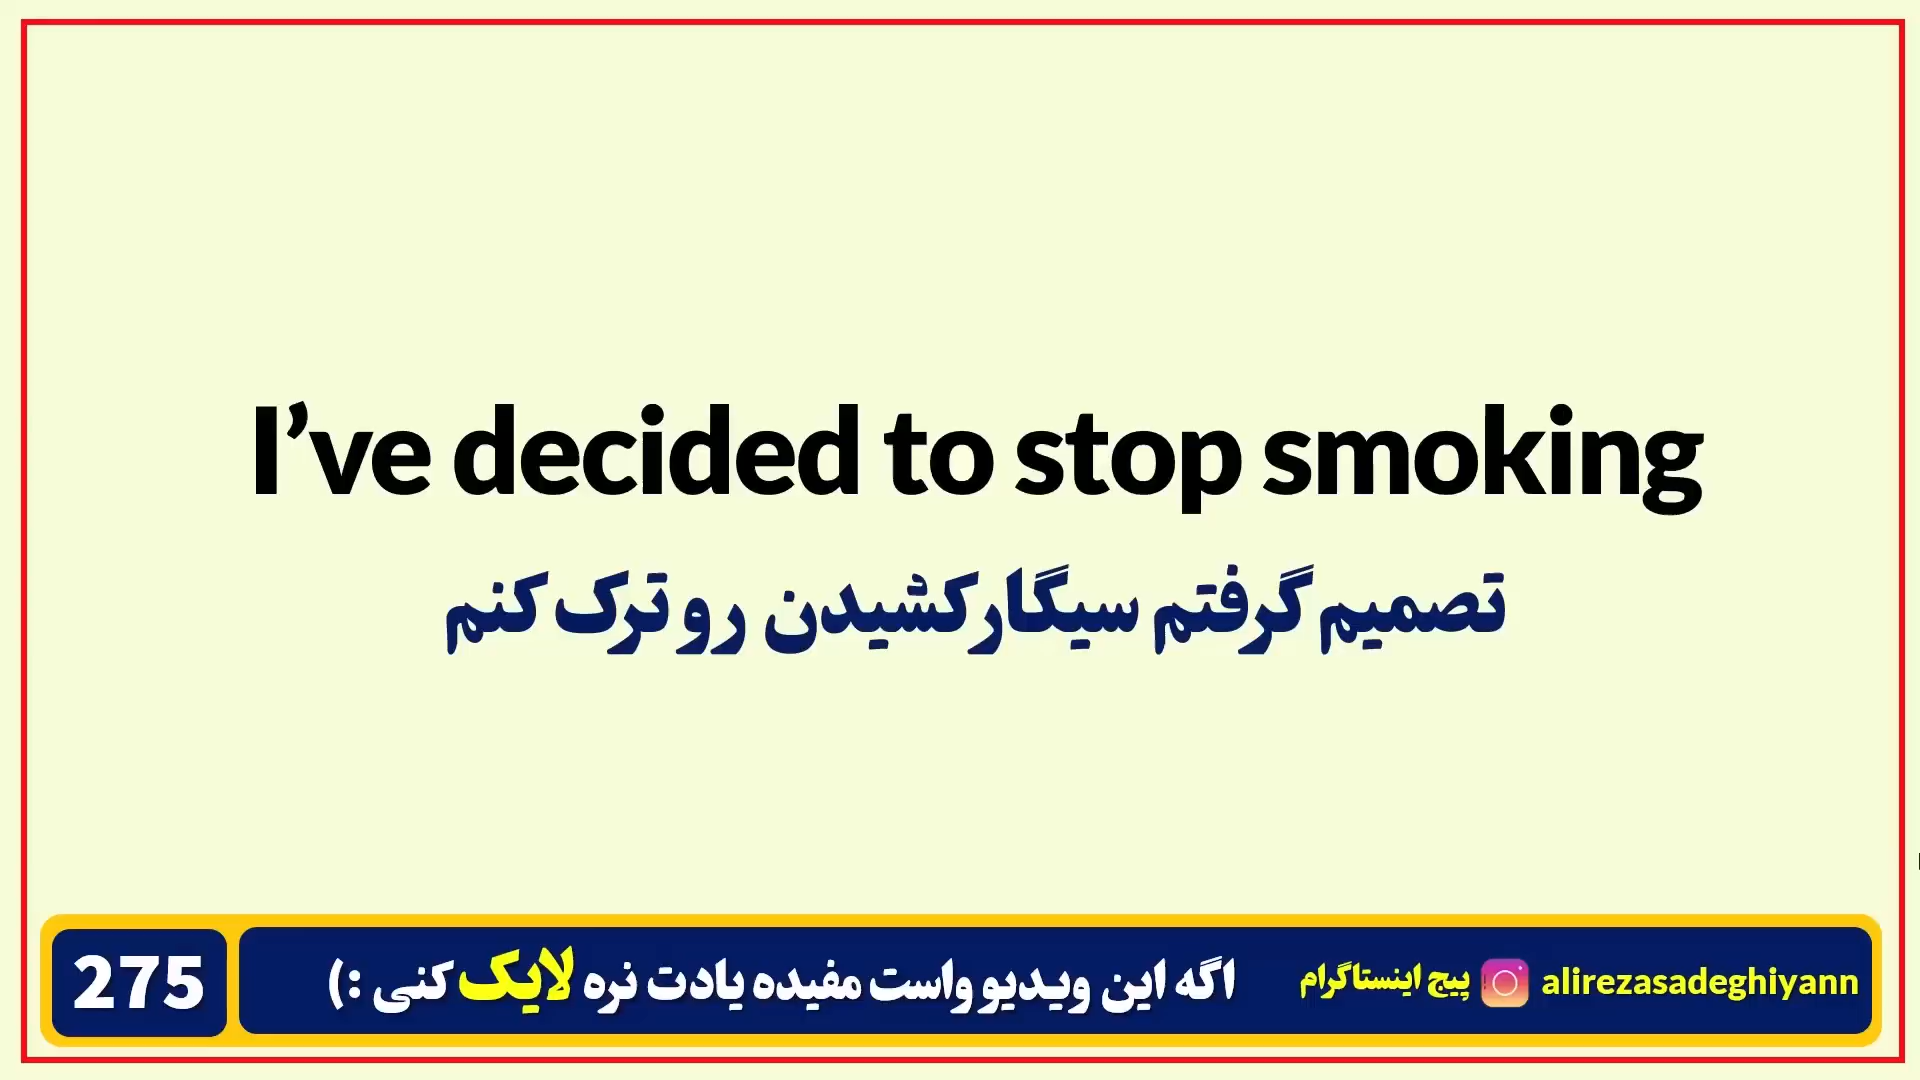 I’ve decided to stop smoking
تصمیم گرفتم سیگار کشیدن رو ترک کنم
275
اگه این ویدیو واست مفیده یادت نره لایک کنی :)
پیج اینستاگرام
alirezasadeghiyann